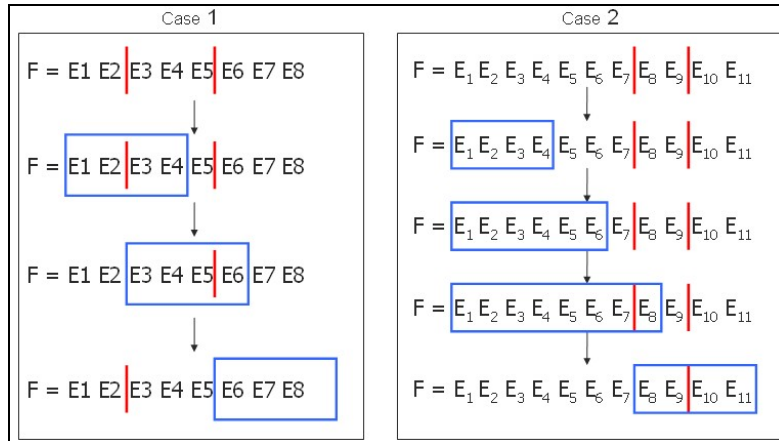 Case 1
F = E1 E2 E3 E4 E5 E6 E7 E8
F = E1 E2 E3 E4 E5 E6 E7 E8
F = E1 E2 E3 E4 E5 E6 E7 E8
F = E1 E2 E3 E4 E5 E6 E7 E8
Case 2
F = E₁ E₂ E₃ E₄ E₅ E₆ E₇ E₈ E₉ E₁₀ E₁₁
F = E₁ E₂ E₃ E₄ E₅ E₆ E₇ E₈ E₉ E₁₀ E₁₁
F = E₁ E₂ E₃ E₄ E₅ E₆ E₇ E₈ E₉ E₁₀ E₁₁
F = E₁ E₂ E₃ E₄ E₅ E₆ E₇ E₈ E₉ E₁₀ E₁₁
F = E₁ E₂ E₃ E₄ E₅ E₆ E₇ E₈ E₉ E₁₀ E₁₁